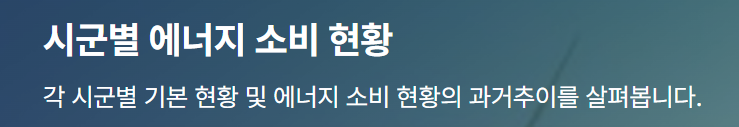 시군별 에너지 소비 현황
각 시군별 기본 현황 및 에너지 소비 현황의 과거추이를 살펴봅니다.